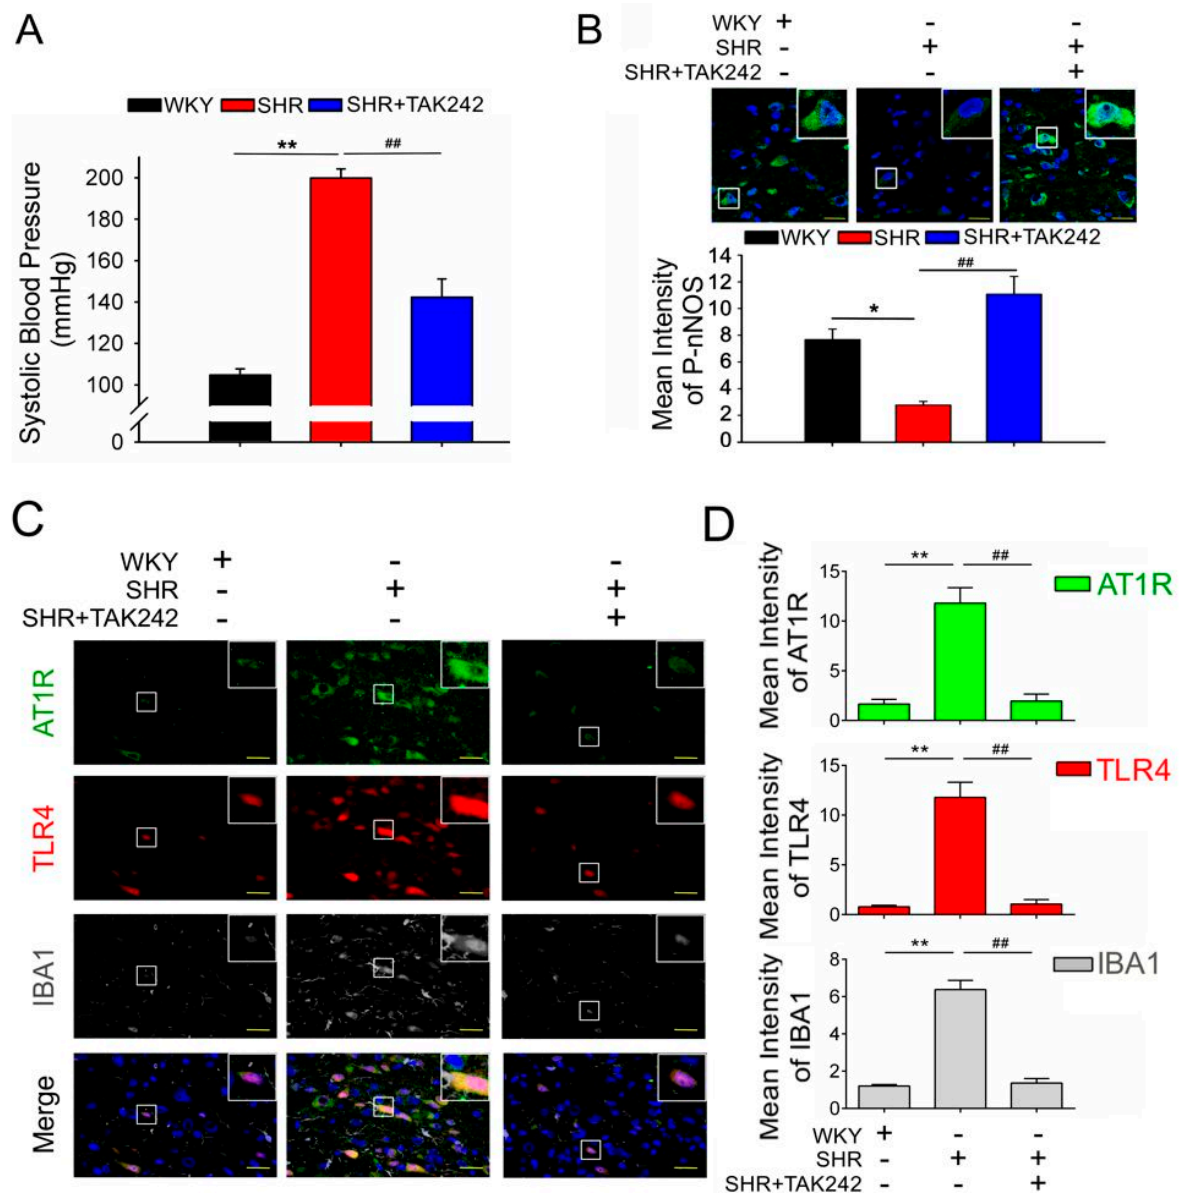 A
WKY SHR SHR+TAK242
** ##
Systolic Blood Pressure
(mmHg)
200
180
160
140
120
100
0
B
WKY + - -
SHR - + +
SHR+TAK242 - - +
WKY SHR SHR+TAK242
Mean Intensity
of P-nNOS
14
12
10
8
6
4
2
0
* ##
C
WKY + - -
SHR - + +
SHR+TAK242 - - +
AT1R
TLR4
IBA1
Merge
D
** ##
AT1R
Mean Intensity
of AT1R
15
10
5
0
** ##
TLR4
Mean Intensity
of TLR4
15
10
5
0
** ##
IBA1
Mean Intensity
of IBA1
8
6
4
2
0
WKY + - -
SHR - + +
SHR+TAK242 - - +